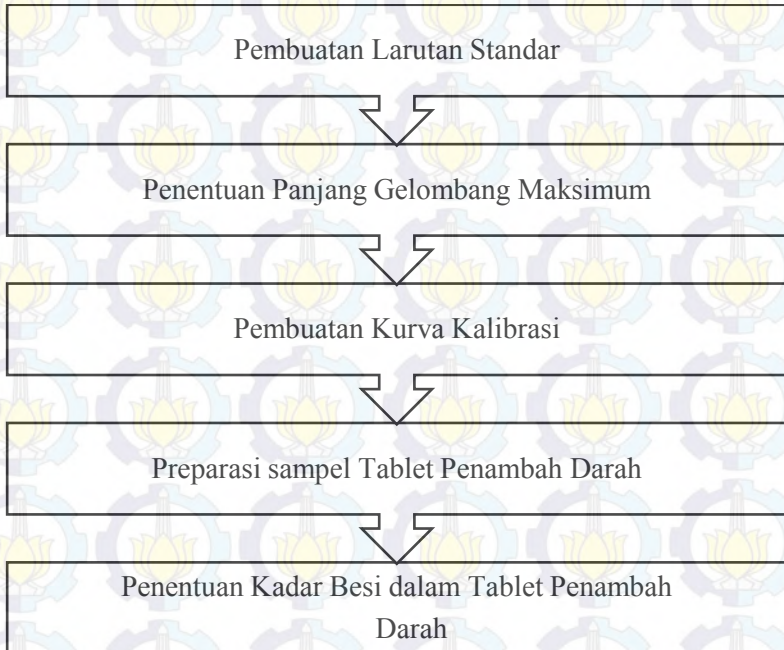 Pembuatan Larutan Standar
Penentuan Panjang Gelombang Maksimum
Pembuatan Kurva Kalibrasi
Preparasi sampel Tablet Penambah Darah
Penentuan Kadar Besi dalam Tablet Penambah
Darah